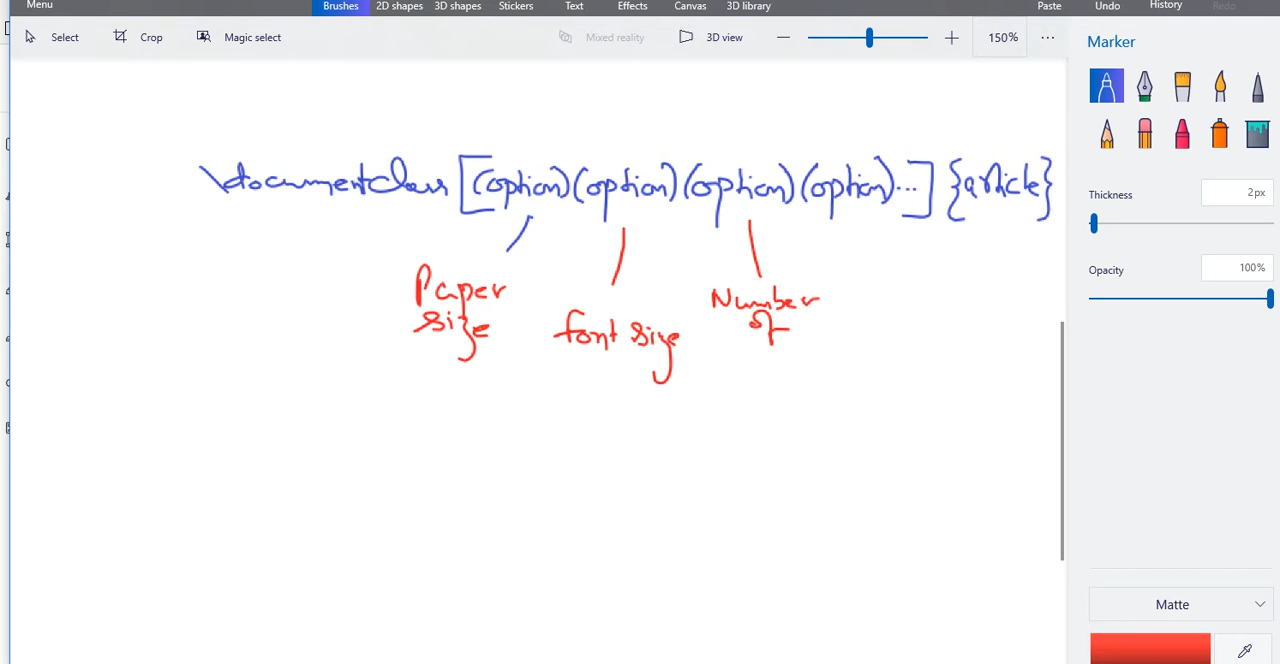 Menu
Brushes
2D shapes
3D shapes
Stickers
Text
Effects
Canvas
3D library
Paste
Undo
History
Redo
Select
Crop
Magic select
Mixed reality
3D view
150%
Marker
\documentclass [(option)(option)(option)(option)...] {article}
Paper
size
font size
Number
of
Thickness
2px
Opacity
100%
Matte